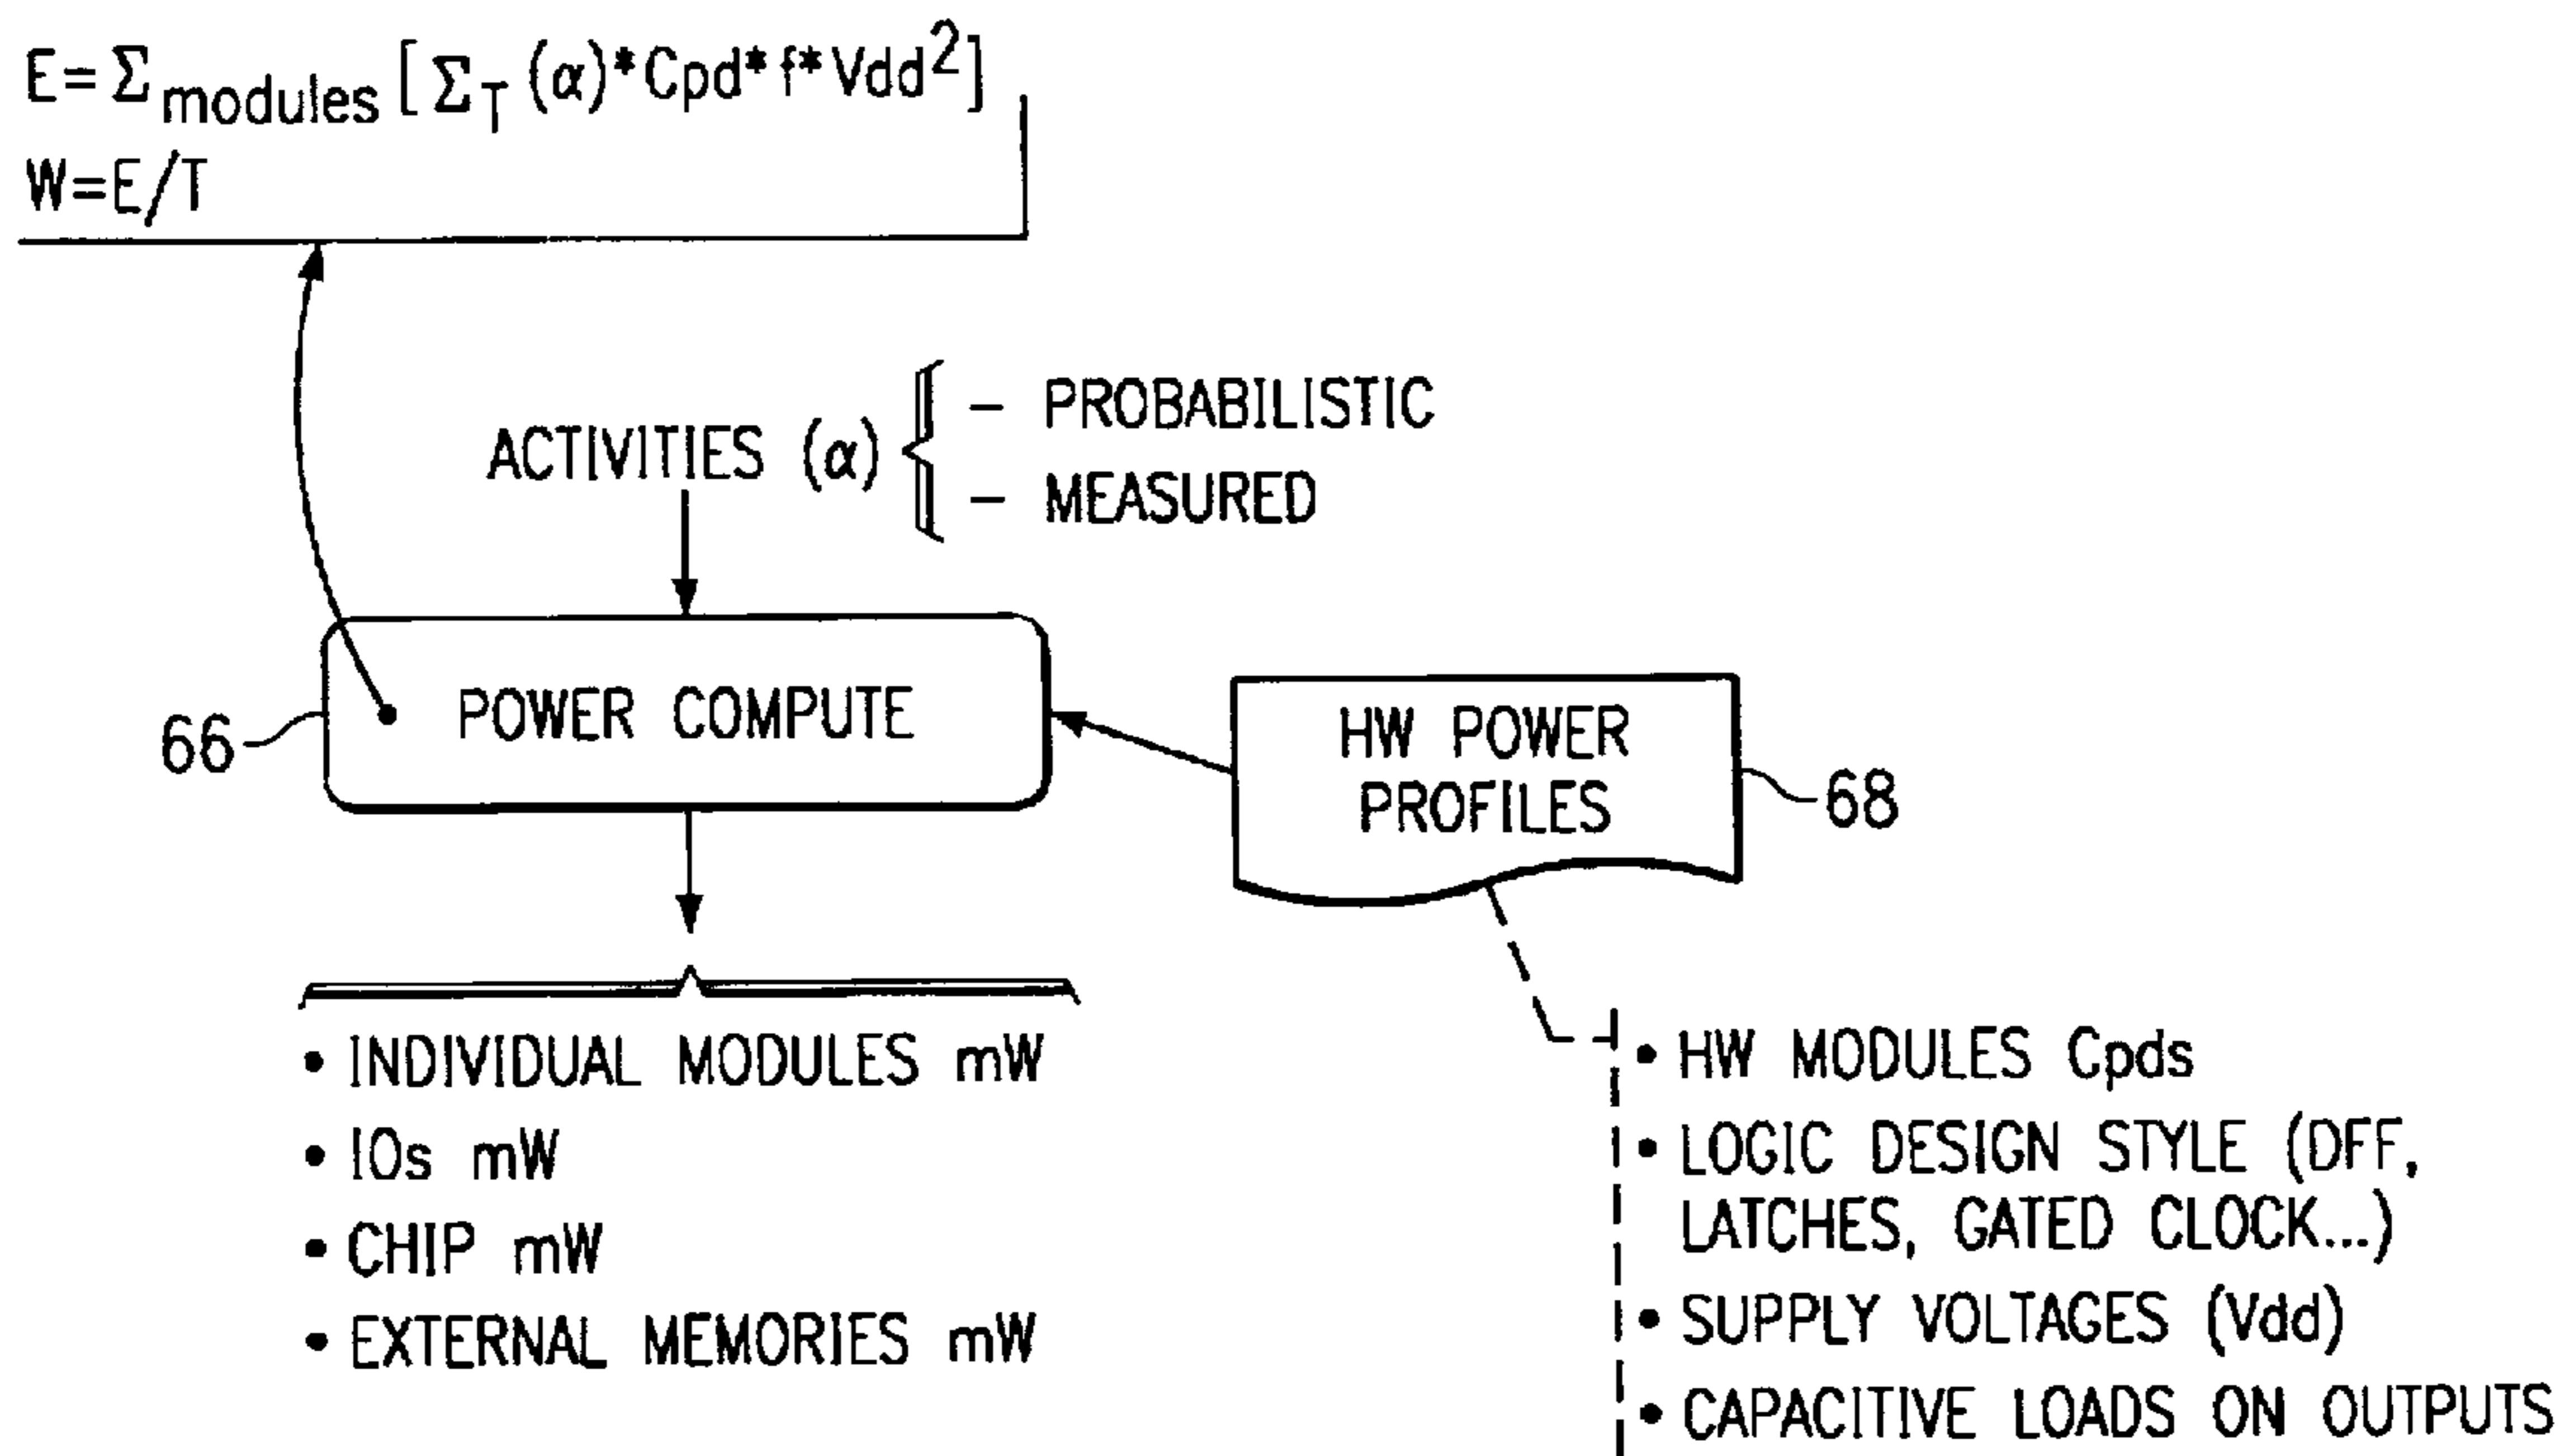 E=Σmodules [ΣT (α)*Cpd*f*Vdd²]
W=E/T
ACTIVITIES (α)
– PROBABILISTIC
– MEASURED
66
POWER COMPUTE
HW POWER
PROFILES
68
• INDIVIDUAL MODULES mW
• IOs mW
• CHIP mW
• EXTERNAL MEMORIES mW
• HW MODULES Cpds
• LOGIC DESIGN STYLE (DFF,
LATCHES, GATED CLOCK...)
• SUPPLY VOLTAGES (Vdd)
• CAPACITIVE LOADS ON OUTPUTS